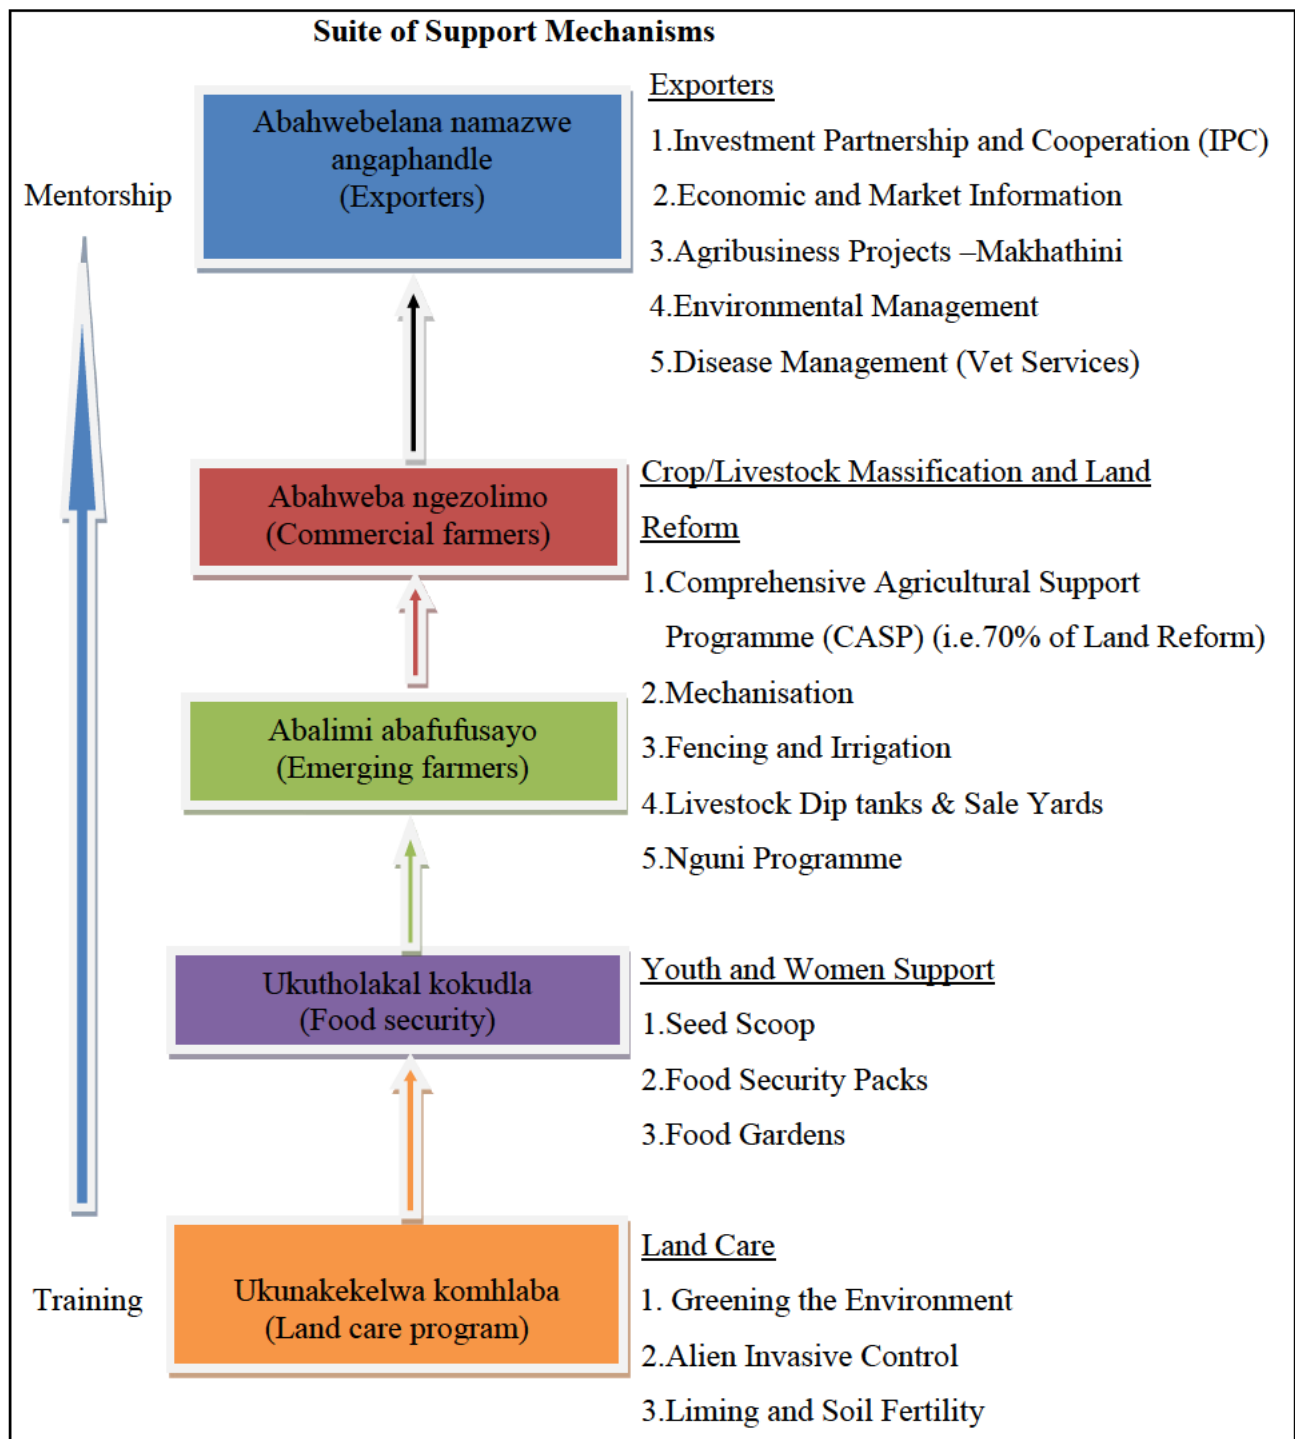 Suite of Support Mechanisms
Mentorship
Training
Abahwebelana namazwe
angaphandle
(Exporters)
Exporters
1.Investment Partnership and Cooperation (IPC)
2.Economic and Market Information
3.Agribusiness Projects –Makhathini
4.Environmental Management
5.Disease Management (Vet Services)
Abahweba ngezolimo
(Commercial farmers)
Crop/Livestock Massification and Land
Reform
1.Comprehensive Agricultural Support
Programme (CASP) (i.e.70% of Land Reform)
2.Mechanisation
3.Fencing and Irrigation
4.Livestock Dip tanks & Sale Yards
5.Nguni Programme
Abalimi abafufusayo
(Emerging farmers)
Ukutholakal kokudla
(Food security)
Youth and Women Support
1.Seed Scoop
2.Food Security Packs
3.Food Gardens
Ukunakekelwa komhlaba
(Land care program)
Land Care
1. Greening the Environment
2.Alien Invasive Control
3.Liming and Soil Fertility